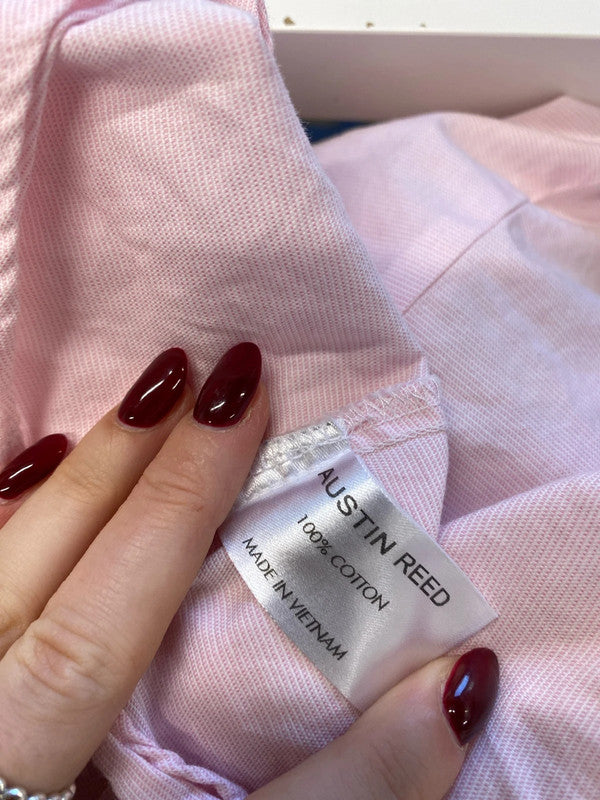 AUSTIN REED
100% COTTON
MADE IN VIETNAM